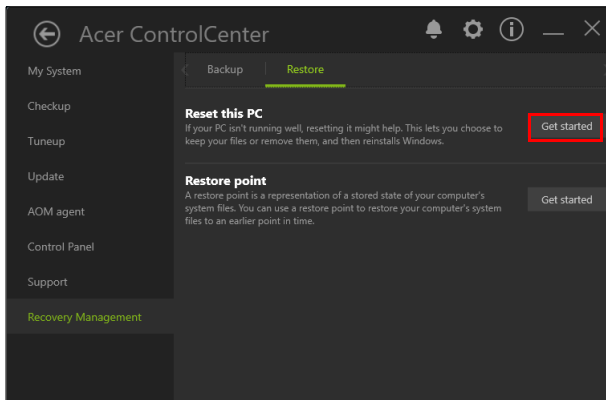 Acer ControlCenter
My System
Checkup
Tuneup
Update
AOM agent
Control Panel
Support
Recovery Management
Backup
Restore
Reset this PC
If your PC isn't running well, resetting it might help. This lets you choose to
keep your files or remove them, and then reinstalls Windows.
Get started
Restore point
A restore point is a representation of a stored state of your computer's
system files. You can use a restore point to restore your computer's system
files to an earlier point in time.
Get started